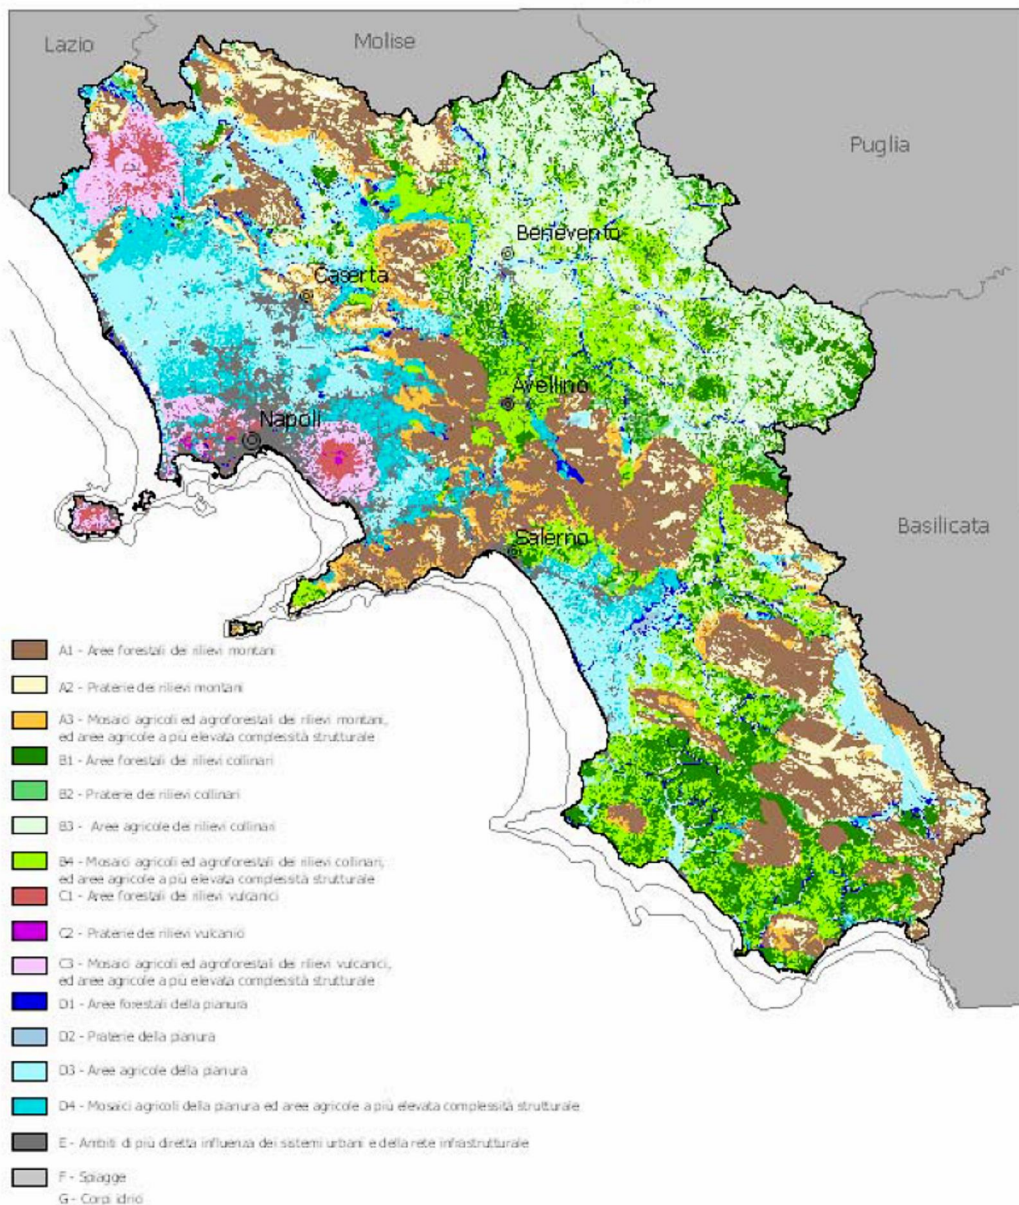 Lazio
Molise
Puglia
Benevento
Caserta
Avellino
Napoli
Basilicata
Salerno
A1 - Aree forestali dei rilievi montani
A2 - Praterie dei rilievi montani
A3 - Mosaici agricoli ed agroforestali dei rilievi montani,
ed aree agricole a più elevata complessità strutturale
B1 - Aree forestali dei rilievi collinari
B2 - Praterie dei rilievi collinari
B3 - Aree agricole dei rilievi collinari
B4 - Mosaici agricoli ed agroforestali dei rilievi collinari,
ed aree agricole a più elevata complessità strutturale
C1 - Aree forestali dei rilievi vulcanici
C2 - Praterie dei rilievi vulcanici
C3 - Mosaici agricoli ed agroforestali dei rilievi vulcanici,
ed aree agricole a più elevata complessità strutturale
D1 - Aree forestali della pianura
D2 - Praterie della pianura
D3 - Aree agricole della pianura
D4 - Mosaici agricoli della pianura ed aree agricole a più elevata complessità strutturale
E - Ambiti di più diretta influenza dei sistemi urbani e della rete infrastrutturale
F - Spiagge
G - Corpi idrici